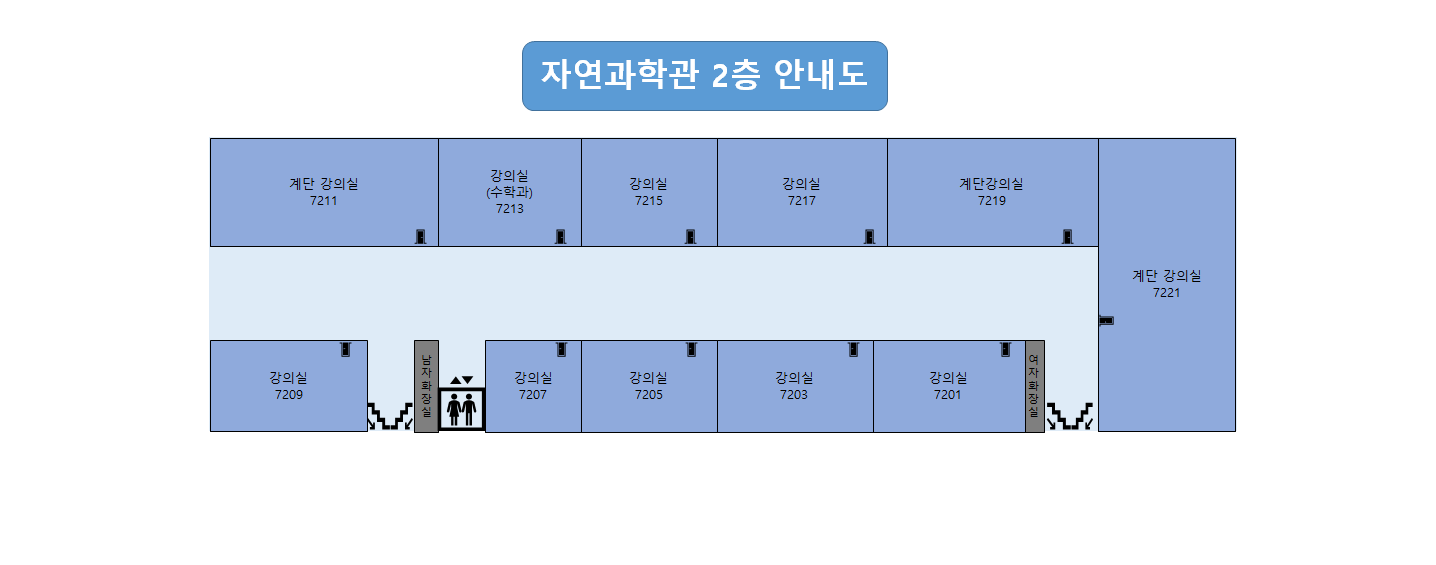 자연과학관 2층 안내도
계단 강의실
7211
강의실
(수학과)
7213
강의실
7215
강의실
7217
계단강의실
7219
계단 강의실
7221
강의실
7209
남자화장실
강의실
7207
강의실
7205
강의실
7203
강의실
7201
여자화장실